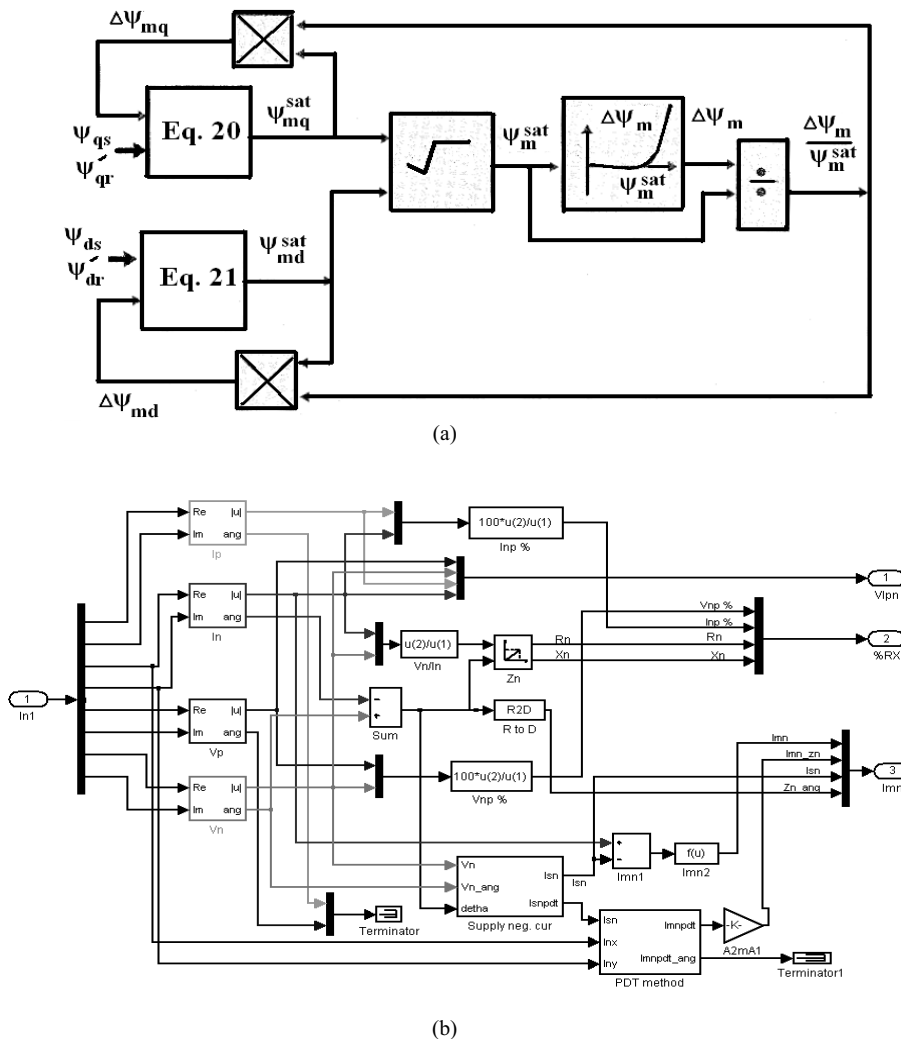 Δψmq
Eq. 20
ψqs
ψ′qr
ψmq^sat
ψm^sat
Δψm
ψm^sat
Δψm
÷
Δψm
ψm^sat
ψds
ψ′dr
Eq. 21
ψmd^sat
Δψmd
(a)
1
In1
Re |u|
Im ang
Ip
Re |u|
Im ang
In
Re |u|
Im ang
Vp
Re |u|
Im ang
Vn
100*u(2)/u(1)
Inp %
u(2)/u(1)
Vn/In
Zn
Rn
Xn
-
+
Sum
R2D
R to D
100*u(2)/u(1)
Vnp %
Vnp %
Inp %
Rn
Xn
1
VIpn
2
%RX
Imn
Imn_zn
Isn
Zn_ang
3
Imn
Vn
Vn_ang
detha
Isn
Isnpdt
Supply neg. cur
Isn
+
-
Imn1
f(u)
Imn2
Isn
Inx
Iny
Imnpdt
Imnpdt_ang
PDT method
-K-
A2mA1
Terminator
Terminator1
(b)